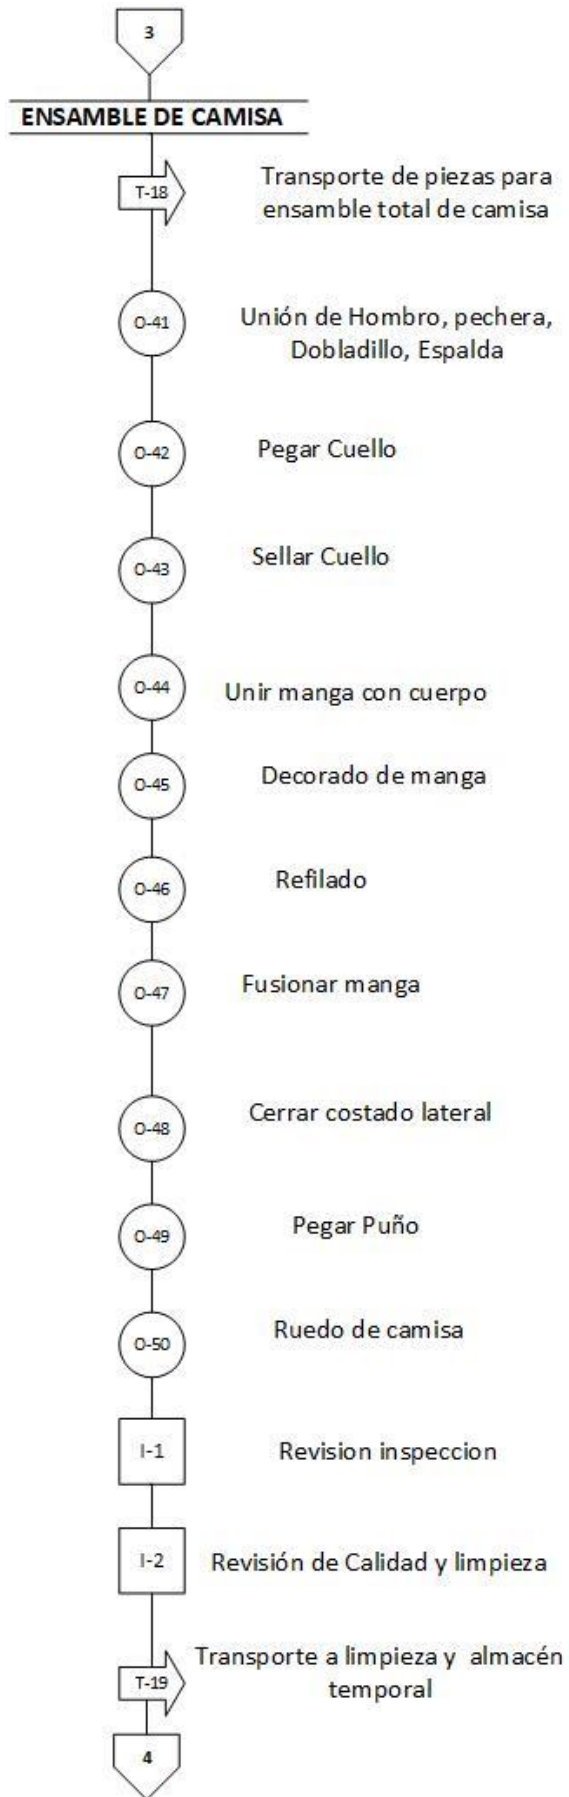 3
ENSAMBLE DE CAMISA
T-18
Transporte de piezas para
ensamble total de camisa
O-41
Unión de Hombro, pechera,
Dobladillo, Espalda
O-42
Pegar Cuello
O-43
Sellar Cuello
O-44
Unir manga con cuerpo
O-45
Decorado de manga
O-46
Refilado
O-47
Fusionar manga
O-48
Cerrar costado lateral
O-49
Pegar Puño
O-50
Ruedo de camisa
I-1
Revision inspeccion
I-2
Revisión de Calidad y limpieza
T-19
Transporte a limpieza y almacén
temporal
4